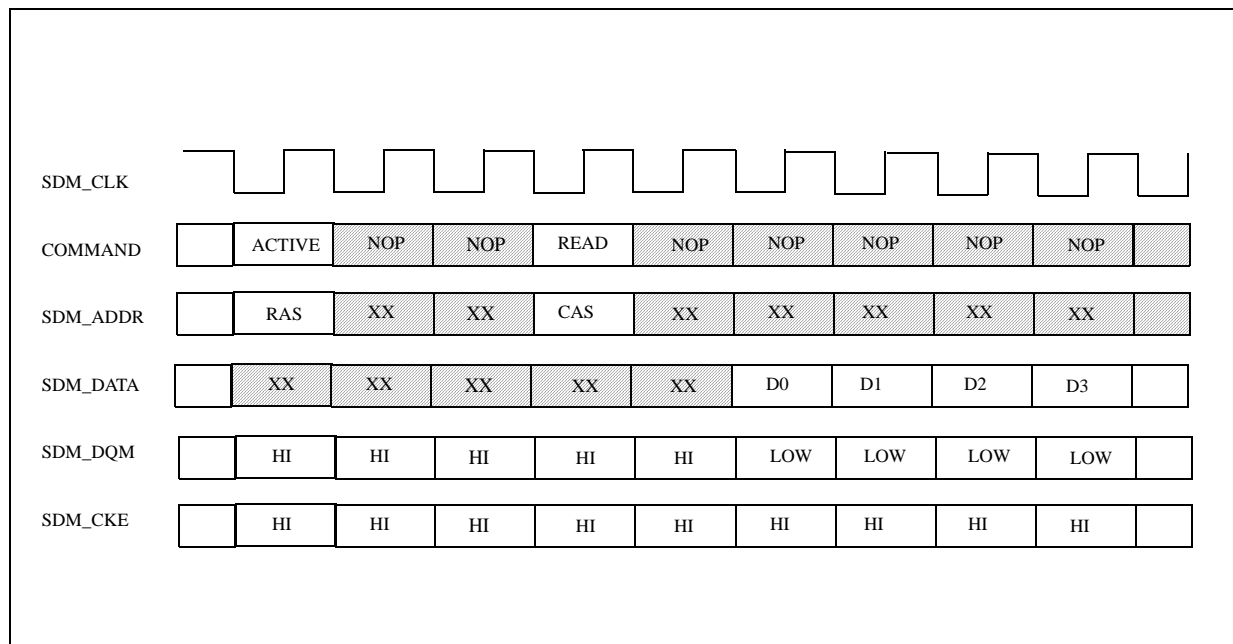 SDM_CLK
COMMAND ACTIVE NOP NOP READ NOP NOP NOP NOP NOP
SDM_ADDR RAS XX XX CAS XX XX XX XX XX
SDM_DATA XX XX XX XX XX D0 D1 D2 D3
SDM_DQM HI HI HI HI HI LOW LOW LOW LOW
SDM_CKE HI HI HI HI HI HI HI HI HI